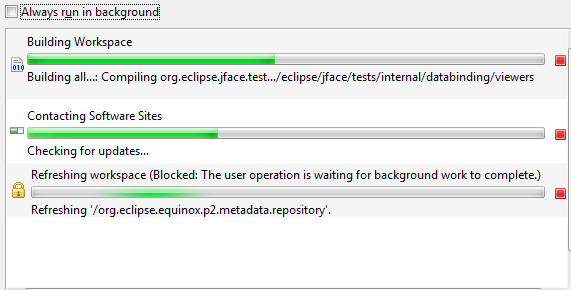 Always run in background
Building Workspace
Building all...: Compiling org.eclipse.jface.test.../eclipse/jface/tests/internal/databinding/viewers
Contacting Software Sites
Checking for updates...
Refreshing workspace (Blocked: The user operation is waiting for background work to complete.)
Refreshing '/org.eclipse.equinox.p2.metadata.repository'.